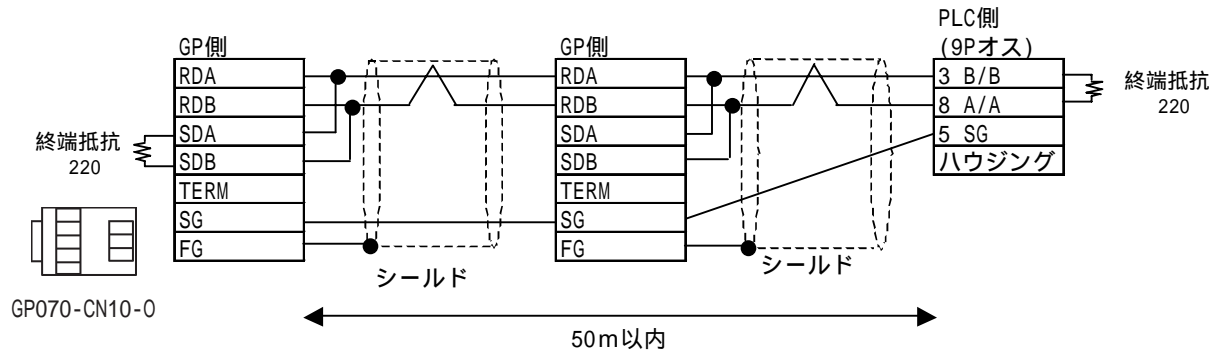 GP側
RDA
RDB
SDA
SDB
TERM
SG
FG
終端抵抗
220
GP070-CN10-O
シールド
GP側
RDA
RDB
SDA
SDB
TERM
SG
FG
シールド
PLC側
(9Pオス)
3 B/B
8 A/A
5 SG
ハウジング
終端抵抗
220
50m以内